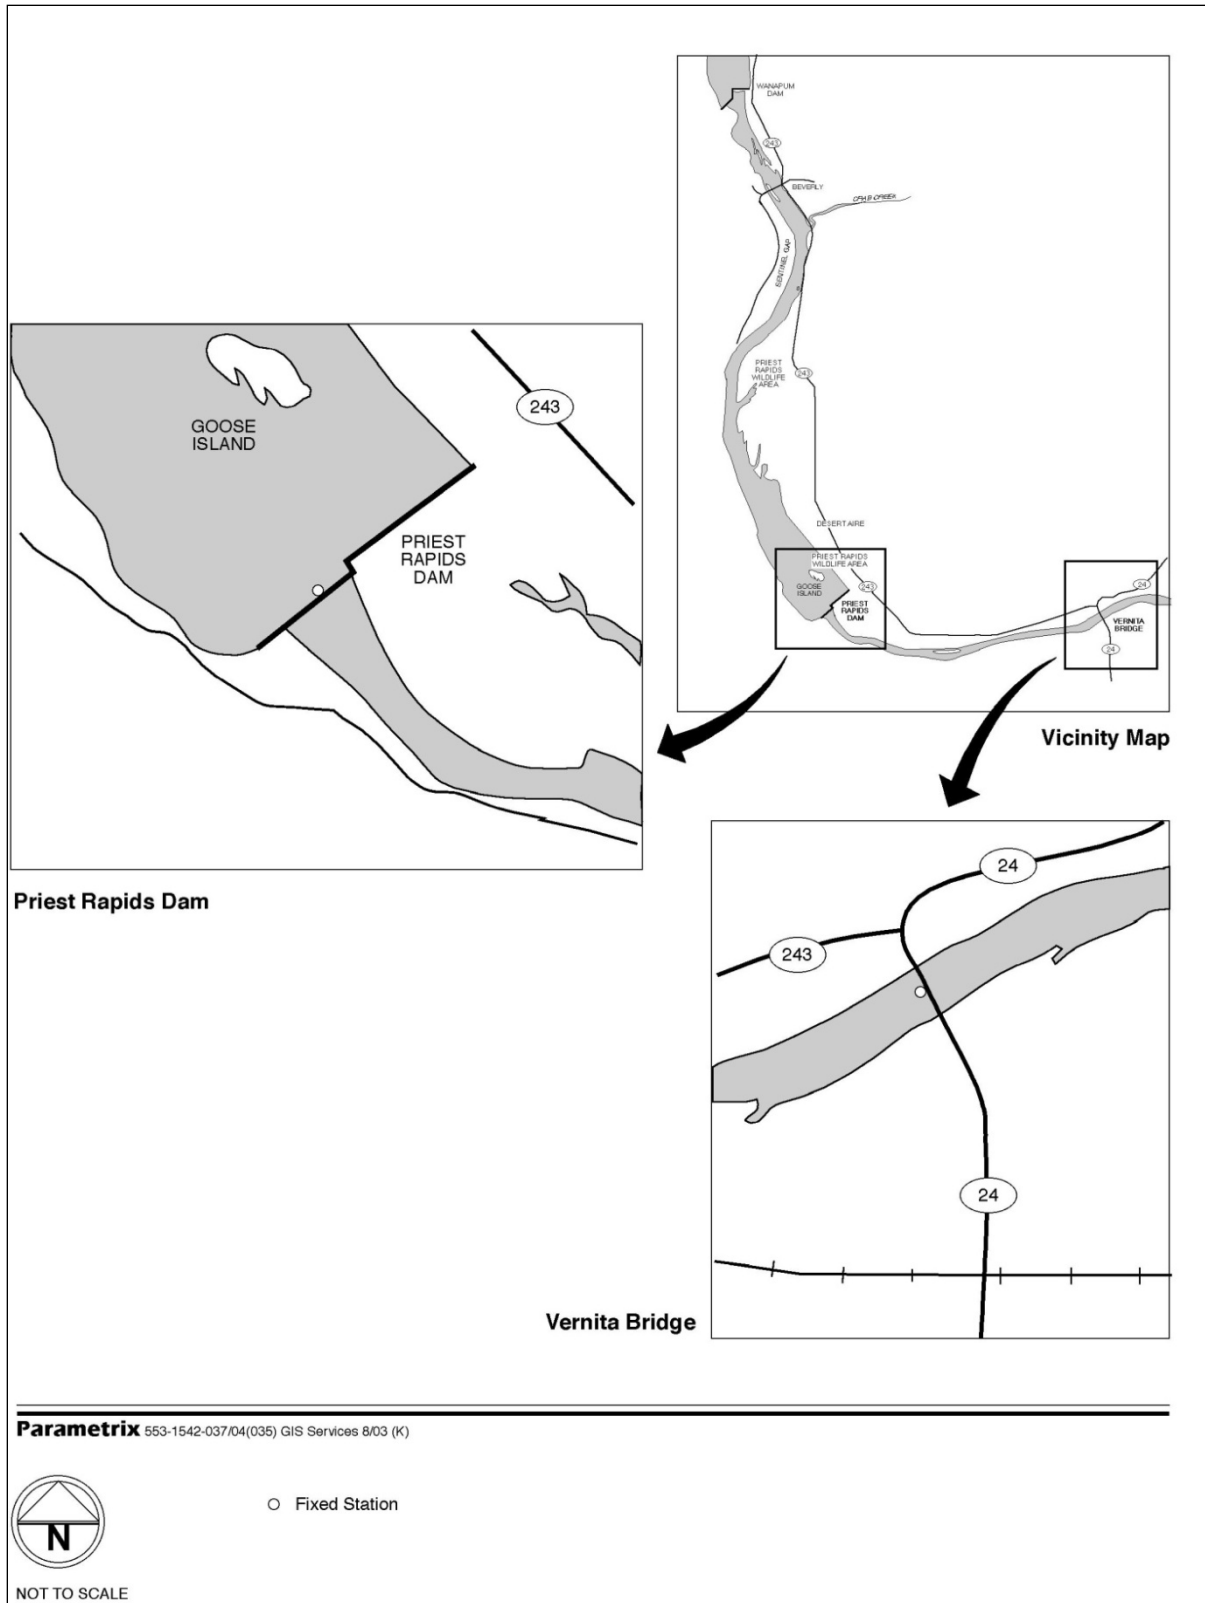 WANAPUM
DAM
243
BEVERLY
CRAB CREEK
SENTINEL GAP
PRIEST
RAPIDS
WILDLIFE
AREA
243
DESERT AIRE
PRIEST RAPIDS
WILDLIFE AREA
GOOSE
ISLAND
243
PRIEST
RAPIDS
DAM
24
VERNITA
BRIDGE
24
Vicinity Map
GOOSE
ISLAND
243
PRIEST
RAPIDS
DAM
Priest Rapids Dam
24
243
24
Vernita Bridge
Parametrix 553-1542-037/04(035) GIS Services 8/03 (K)
N
Fixed Station
NOT TO SCALE